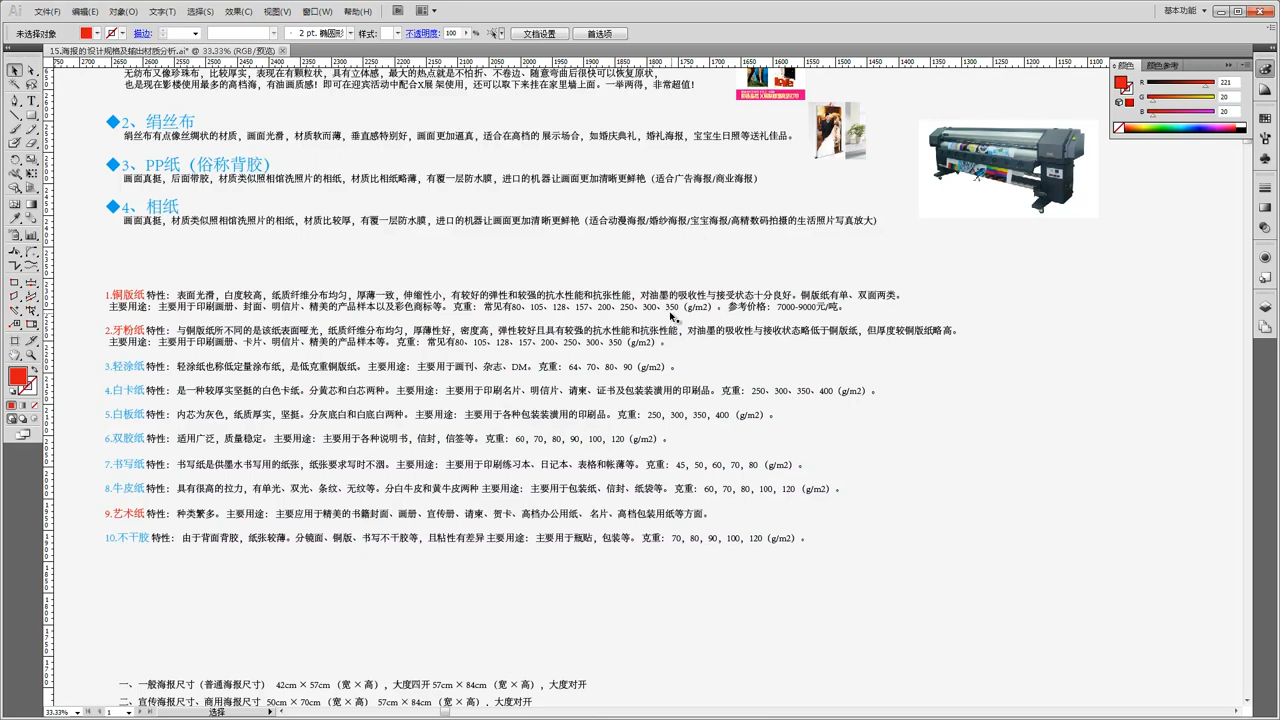 Ai 文件(F) 编辑(E) 对象(O) 文字(T) 选择(S) 效果(C) 视图(V) 窗口(W) 帮助(H) Br 基本功能
未选择对象 描边: 2 pt. 椭圆形 样式: 不透明度: 100 % 文档设置 首选项
15.海报的设计规格及输出材质分析.ai* @ 33.33% (RGB/预览)
颜色 颜色参考
R 221
G 20
B 20
无纺布又像珍珠布，比较厚实，表现在有颗粒状，具有立体感，最大的热点就是不怕折、不卷边、随意弯曲后很快可以恢复原状，
也是现在影楼使用最多的高档海，有油画质感！即可在迎宾活动中配合X展架使用，还可以取下来挂在家里墙上面。一举两得，非常超值！
◆2、绢丝布
绢丝布有点像丝绸状的材质，画面光滑，材质软而薄，垂直感特别好，画面更加逼真，适合在高档的 展示场合，如婚庆典礼，婚礼海报，宝宝生日照等送礼佳品。
◆3、PP纸（俗称背胶）
画面真挺，后面带胶，材质类似照相馆洗照片的相纸，材质比相纸略薄，有覆一层防水膜，进口的机器让画面更加清晰更鲜艳（适合广告海报/商业海报）
◆4、相纸
画面真挺，材质类似照相馆洗照片的相纸，材质比较厚，有覆一层防水膜，进口的机器让画面更加清晰更鲜艳（适合动漫海报/婚纱海报/宝宝海报/高精数码拍摄的生活照片写真放大）
1.铜版纸 特性： 表面光滑，白度较高，纸质纤维分布均匀，厚薄一致，伸缩性小，有较好的弹性和较强的抗水性能和抗张性能，对油墨的吸收性与接受状态十分良好。铜版纸有单、双面两类。
主要用途： 主要用于印刷画册、封面、明信片、精美的产品样本以及彩色商标等。 克重： 常见有80、105、128、157、200、250、300、350（g/m2）。 参考价格： 7000-9000元/吨。
2.牙粉纸 特性： 与铜版纸所不同的是该纸表面哑光，纸质纤维分布均匀，厚薄性好，密度高，弹性较好且具有较强的抗水性能和抗张性能，对油墨的吸收性与接收状态略低于铜版纸，但厚度较铜版纸略高。
主要用途： 主要用于印刷画册、卡片、明信片、精美的产品样本等。 克重： 常见有80、105、128、157、200、250、300、350（g/m2）。
3.轻涂纸 特性： 轻涂纸也称低定量涂布纸，是低克重铜版纸。 主要用途： 主要用于画刊、杂志、DM。 克重： 64、70、80、90（g/m2）。
4.白卡纸 特性： 是一种较厚实坚挺的白色卡纸。分黄芯和白芯两种。 主要用途： 主要用于印刷名片、明信片、请柬、证书及包装装潢用的印刷品。 克重： 250、300、350、400（g/m2）。
5.白板纸 特性： 内芯为灰色，纸质厚实，坚挺。分灰底白和白底白两种。 主要用途： 主要用于各种包装装潢用的印刷品。 克重： 250，300，350，400（g/m2）。
6.双胶纸 特性： 适用广泛，质量稳定。 主要用途： 主要用于各种说明书，信封，信签等。 克重： 60，70，80，90，100，120（g/m2）。
7.书写纸 特性： 书写纸是供墨水书写用的纸张，纸张要求写时不洇。 主要用途： 主要用于印刷练习本、日记本、表格和帐薄等。 克重： 45，50，60，70，80（g/m2）。
8.牛皮纸 特性： 具有很高的拉力，有单光、双光、条纹、无纹等。分白牛皮和黄牛皮两种 主要用途： 主要用于包装纸、信封、纸袋等。 克重： 60，70，80，100，120（g/m2）。
9.艺术纸 特性： 种类繁多。 主要用途： 主要应用于精美的书籍封面、画册、宣传册、请柬、贺卡、高档办公用纸、 名片、高档包装用纸等方面。
10.不干胶 特性： 由于背面背胶，纸张较薄。分镜面、铜版、书写不干胶等，且粘性有差异 主要用途： 主要用于瓶贴，包装等。 克重： 70，80，90，100，120（g/m2）。
一、一般海报尺寸（普通海报尺寸） 42cm × 57cm （宽 × 高），大度四开 57cm × 84cm （宽 × 高），大度对开
二、宣传海报尺寸、商用海报尺寸 50cm × 70cm （宽 × 高） 57cm × 84cm （宽 × 高），大度对开
33.33% 1 选择